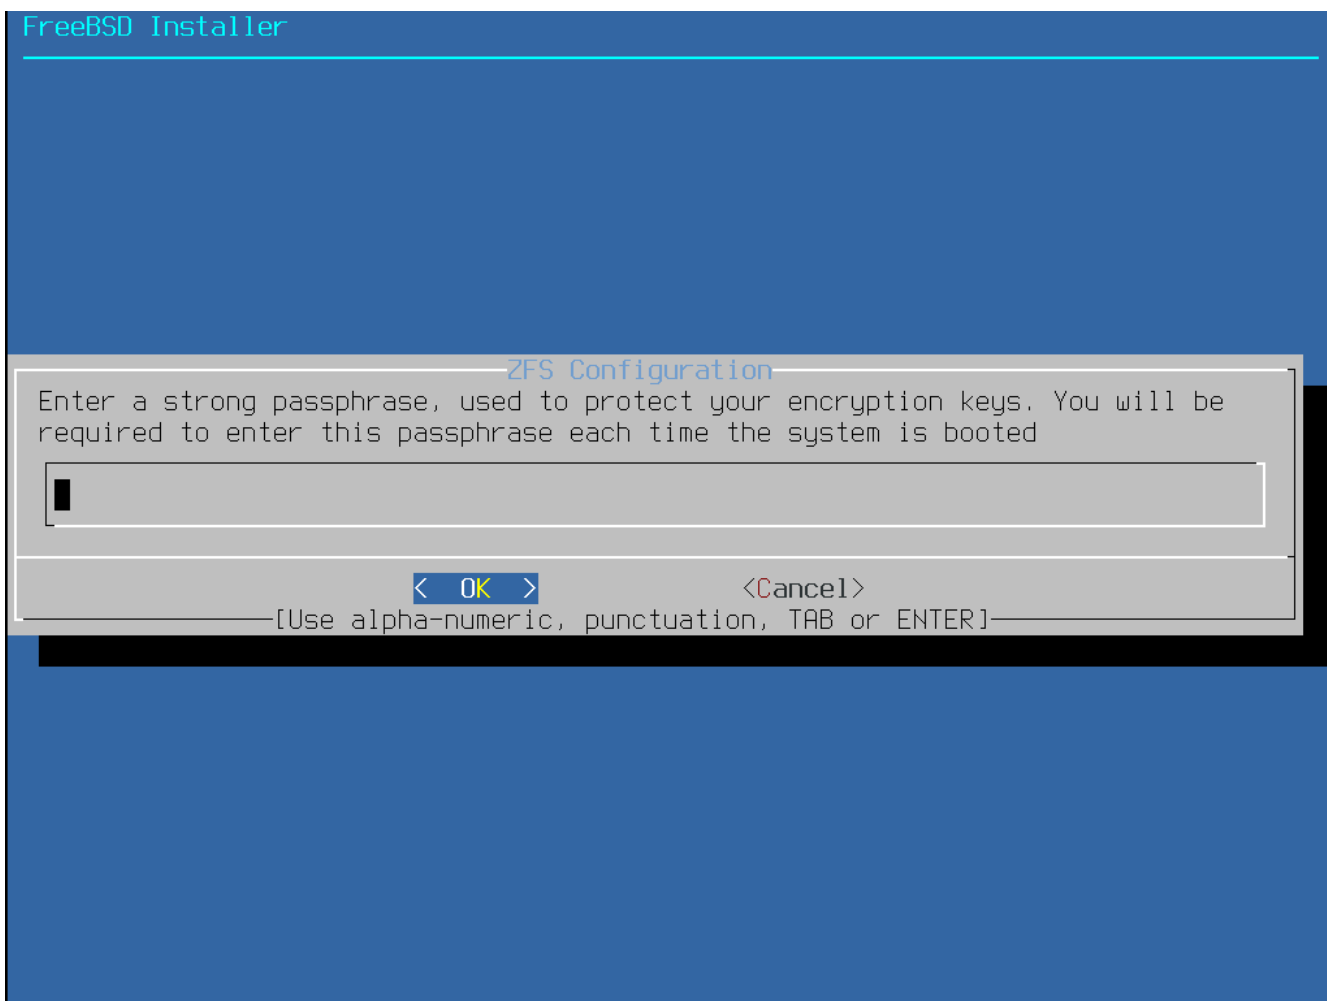 FreeBSD Installer
ZFS Configuration
Enter a strong passphrase, used to protect your encryption keys. You will be
required to enter this passphrase each time the system is booted
< OK > <Cancel>
[Use alpha-numeric, punctuation, TAB or ENTER]